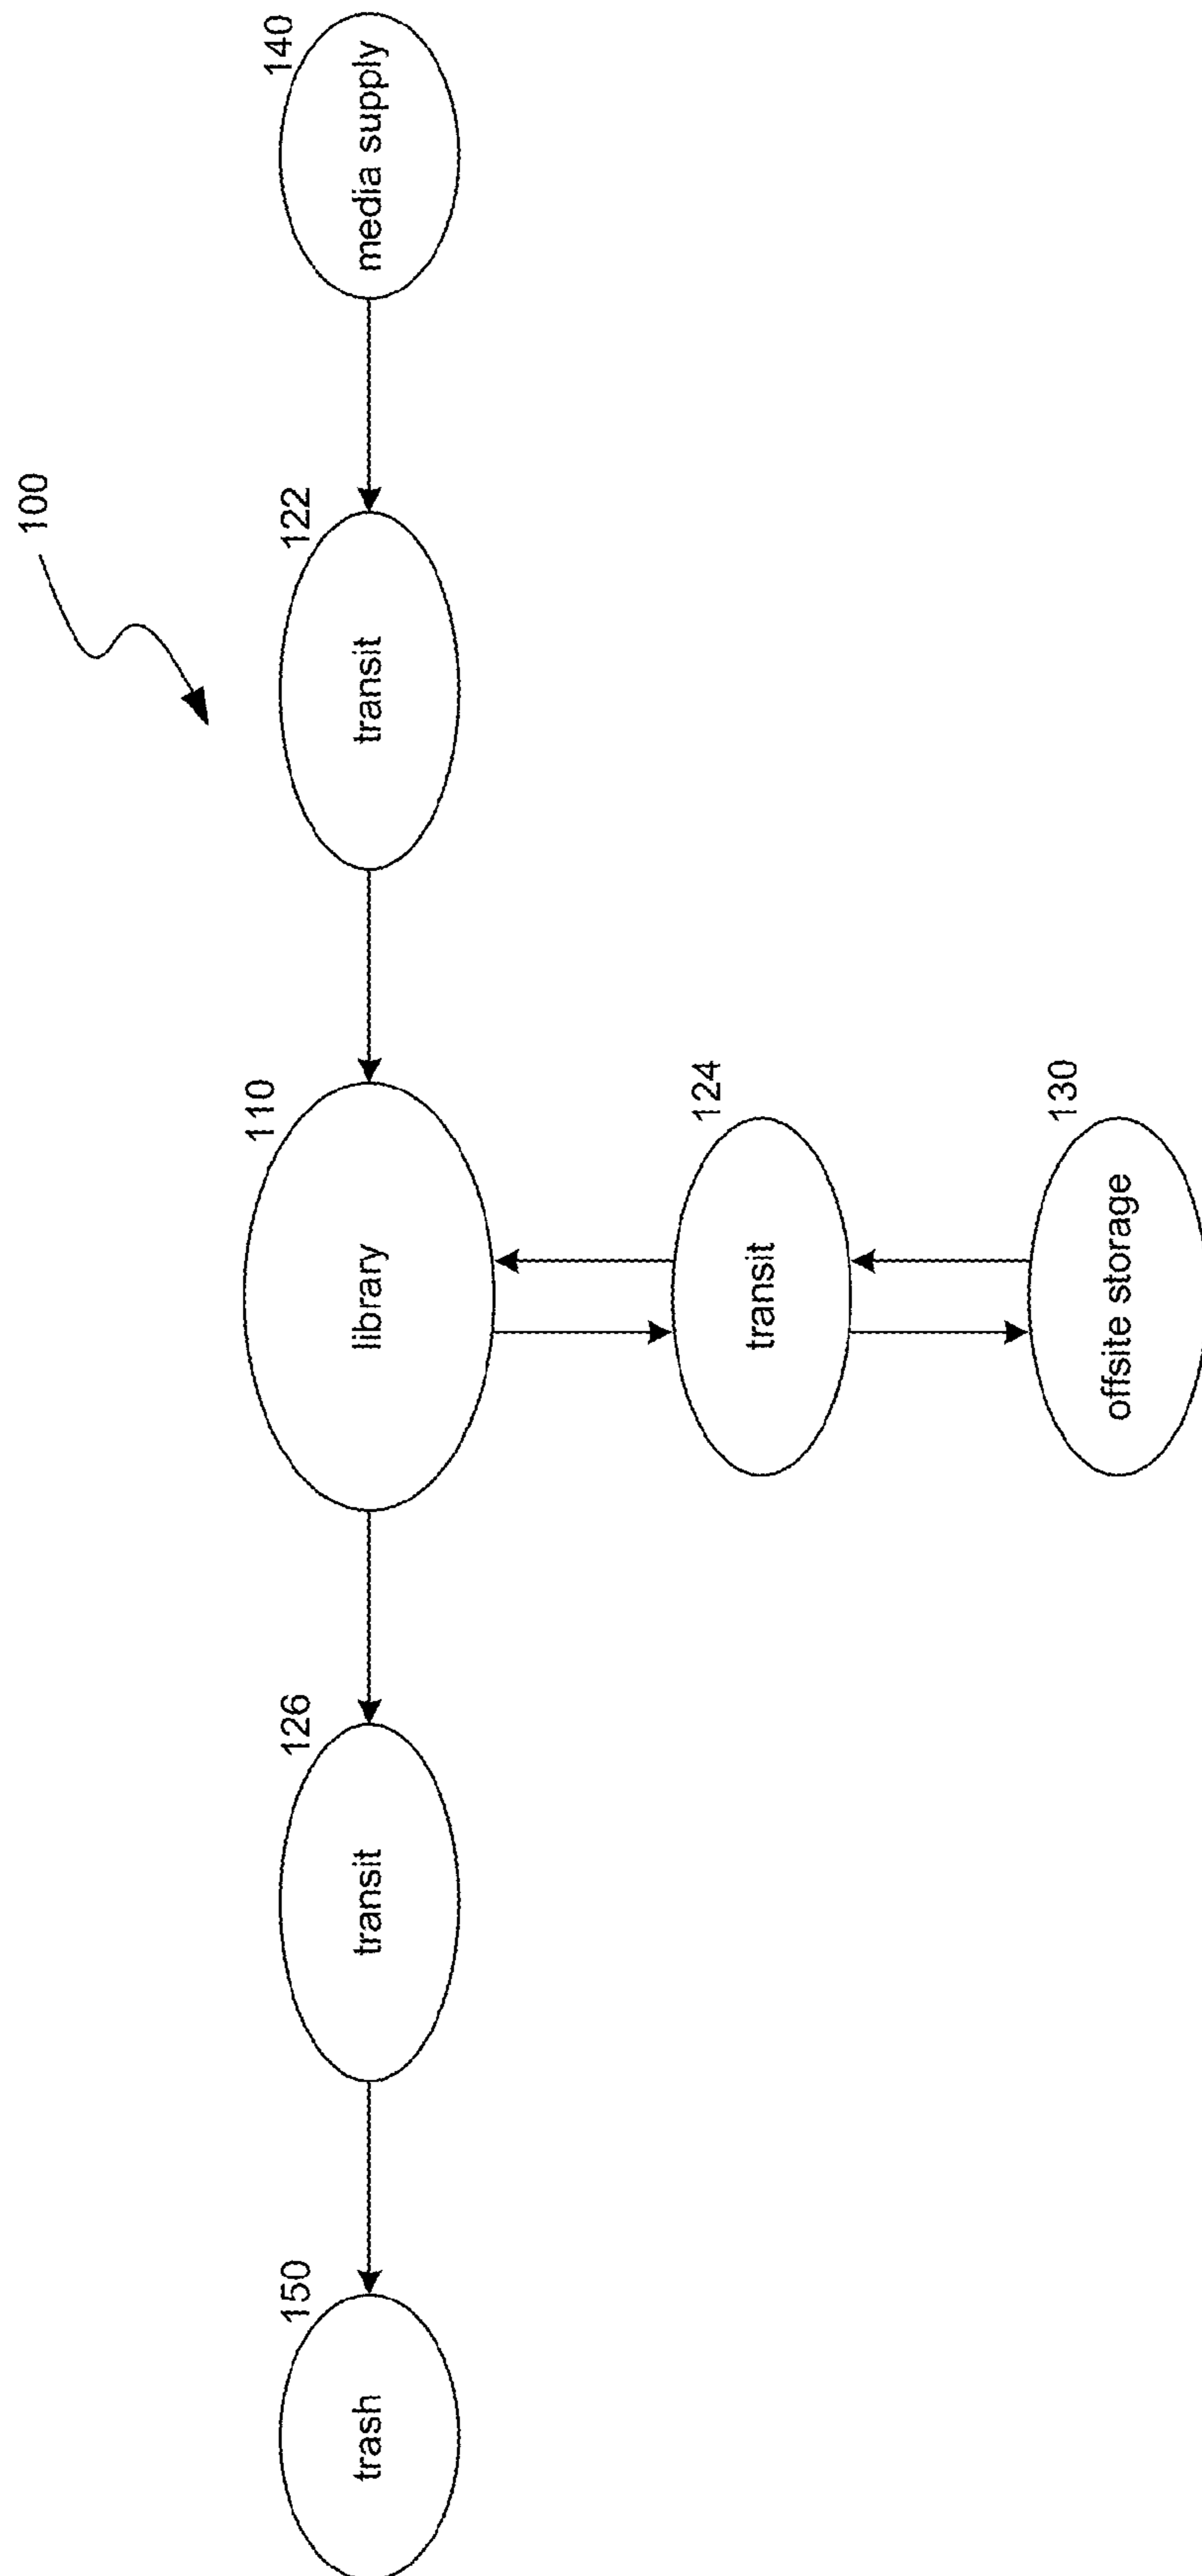 100
150
126
110
122
140
trash
transit
library
transit
media supply
124
transit
130
offsite storage